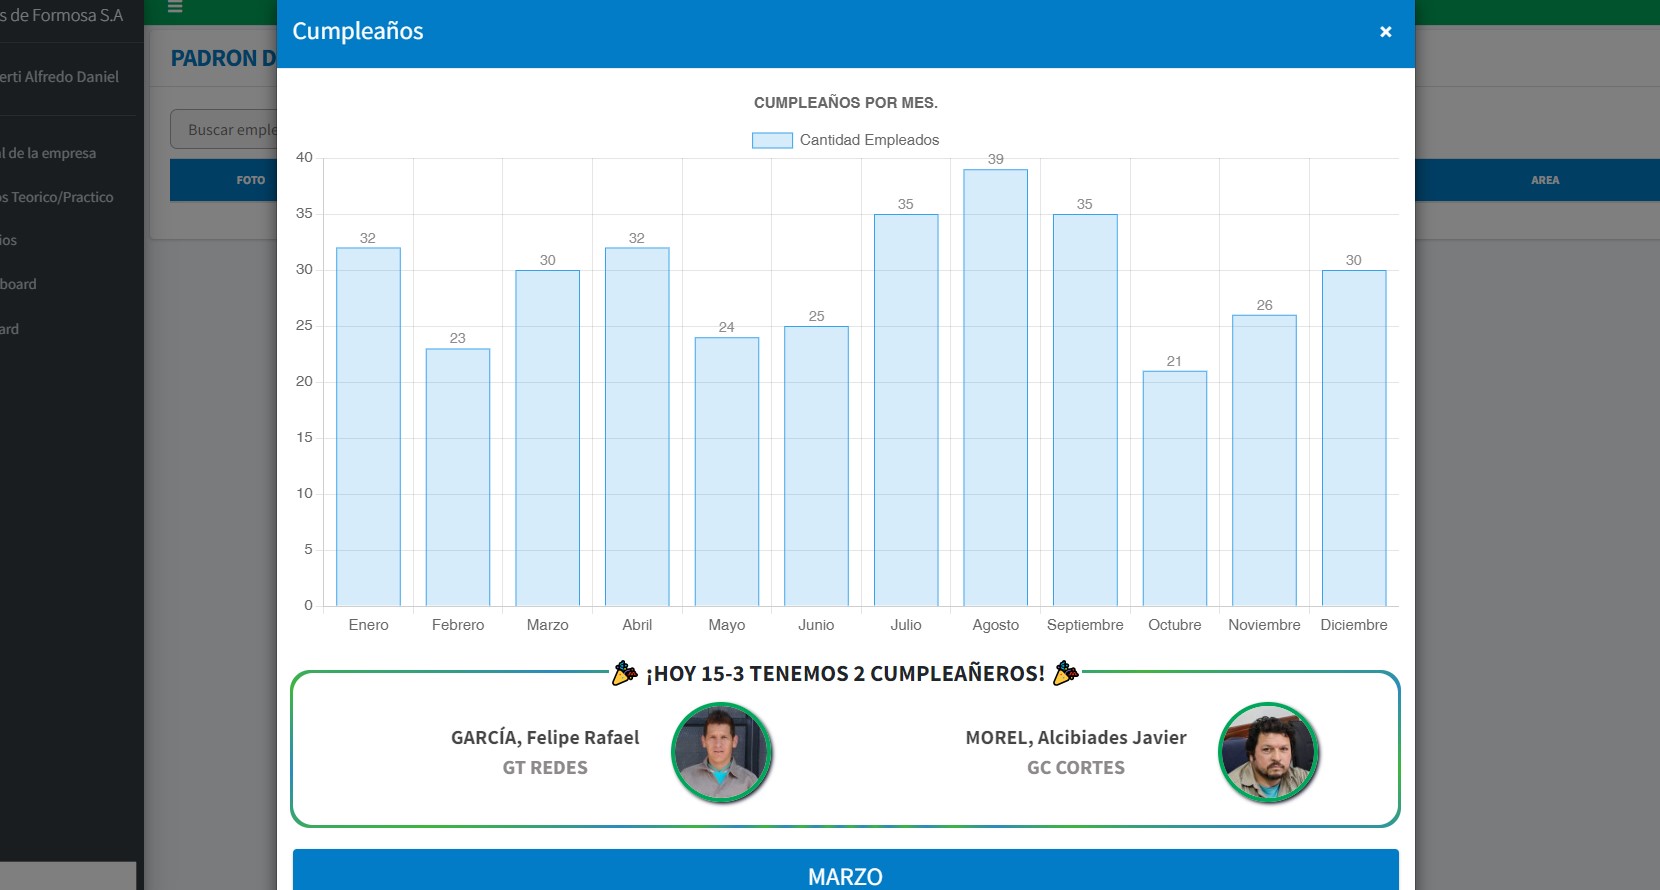 s de Formosa S.A
erti Alfredo Daniel
l de la empresa
os Teorico/Practico
ios
board
ard
PADRON D
Buscar emple
FOTO
AREA
Cumpleaños
×
CUMPLEAÑOS POR MES.
Cantidad Empleados
40
35
30
25
20
15
10
5
0
32
23
30
32
24
25
35
39
35
21
26
30
Enero
Febrero
Marzo
Abril
Mayo
Junio
Julio
Agosto
Septiembre
Octubre
Noviembre
Diciembre
¡HOY 15-3 TENEMOS 2 CUMPLEAÑEROS!
GARCÍA, Felipe Rafael
GT REDES
MOREL, Alcibiades Javier
GC CORTES
MARZO